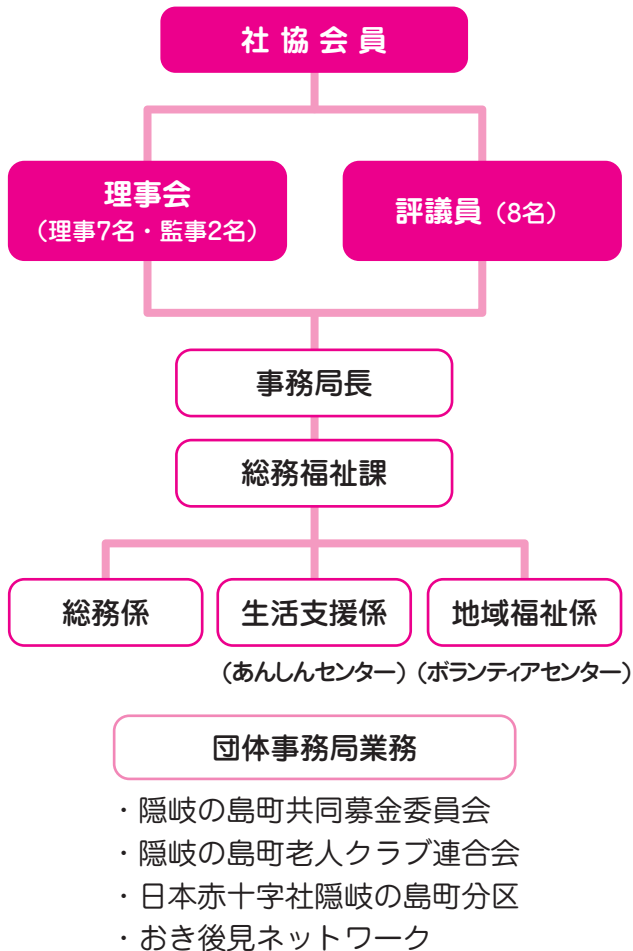 社協会員
理事会
（理事7名・監事2名）
評議員（8名）
事務局長
総務福祉課
総務係
生活支援係
地域福祉係
（あんしんセンター）
（ボランティアセンター）
団体事務局業務
・隠岐の島町共同募金委員会
・隠岐の島町老人クラブ連合会
・日本赤十字社隠岐の島町分区
・おき後見ネットワーク